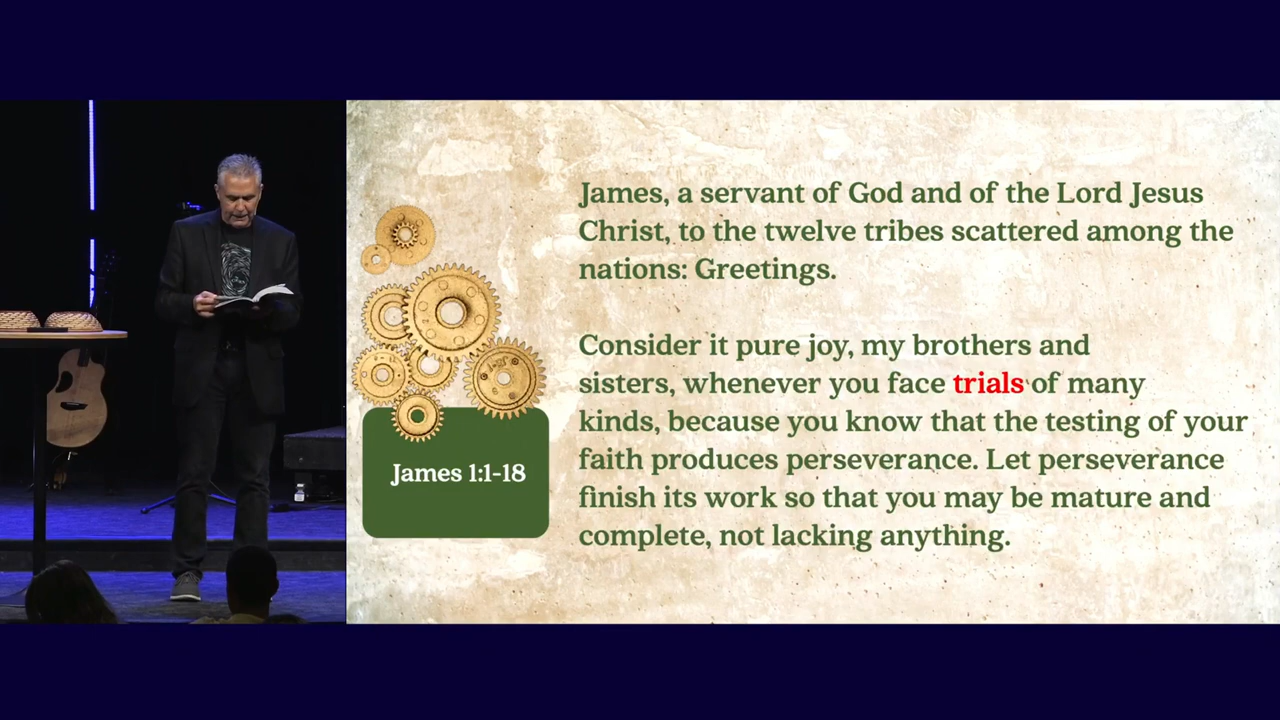 James, a servant of God and of the Lord Jesus
Christ, to the twelve tribes scattered among the
nations: Greetings.
Consider it pure joy, my brothers and
sisters, whenever you face trials of many
kinds, because you know that the testing of your
faith produces perseverance. Let perseverance
finish its work so that you may be mature and
complete, not lacking anything.
James 1:1-18